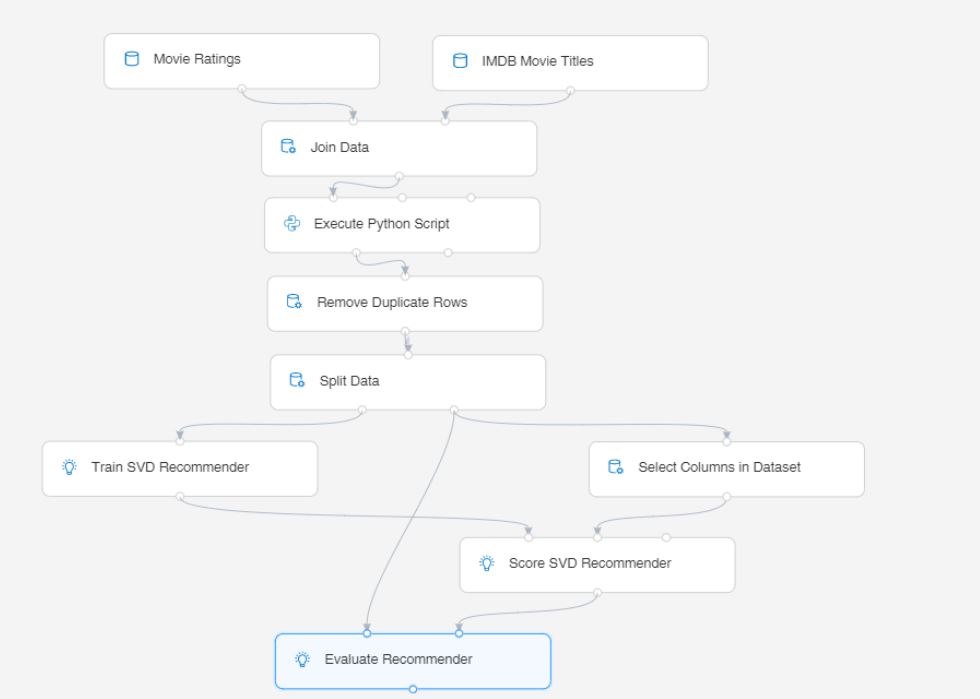 Movie Ratings
IMDB Movie Titles
Join Data
Execute Python Script
Remove Duplicate Rows
Split Data
Train SVD Recommender
Select Columns in Dataset
Score SVD Recommender
Evaluate Recommender